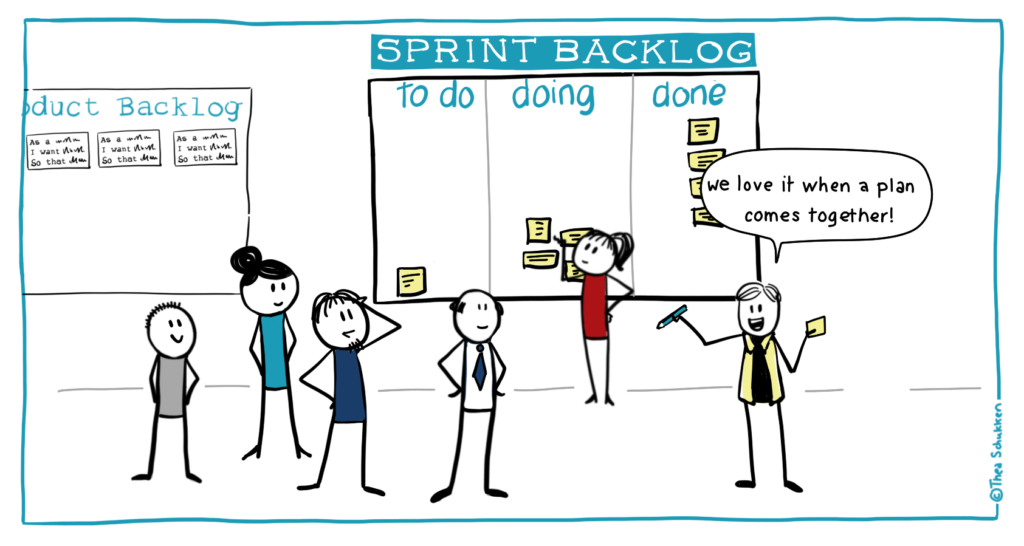 SPRINT BACKLOG
to do doing done
oduct Backlog
As a
I want
So that
As a
I want
So that
As a
I want
So that
we love it when a plan
comes together!
©Thea Schukken